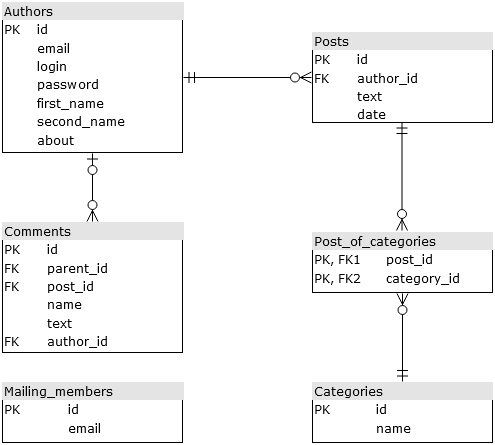 Authors
PK id
email
login
password
first_name
second_name
about
Posts
PK id
FK author_id
text
date
Comments
PK id
FK parent_id
FK post_id
name
text
FK author_id
Post_of_categories
PK, FK1 post_id
PK, FK2 category_id
Mailing_members
PK id
email
Categories
PK id
name